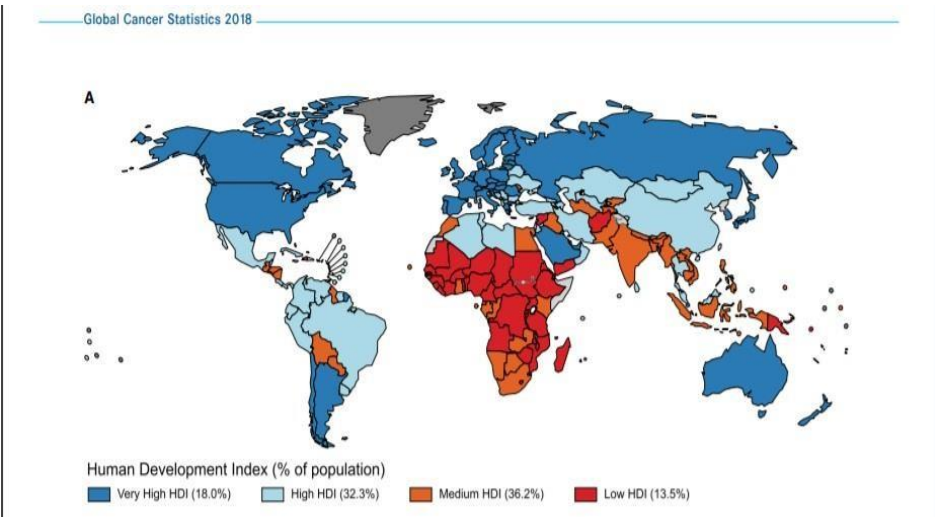 Global Cancer Statistics 2018
A
Human Development Index (% of population)
Very High HDI (18.0%) High HDI (32.3%) Medium HDI (36.2%) Low HDI (13.5%)